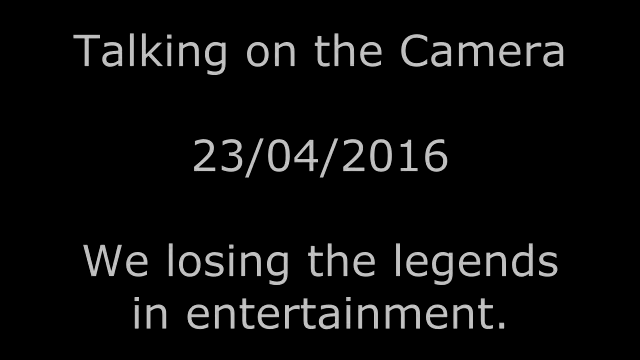 Talking on the Camera
23/04/2016
We losing the legends
in entertainment.